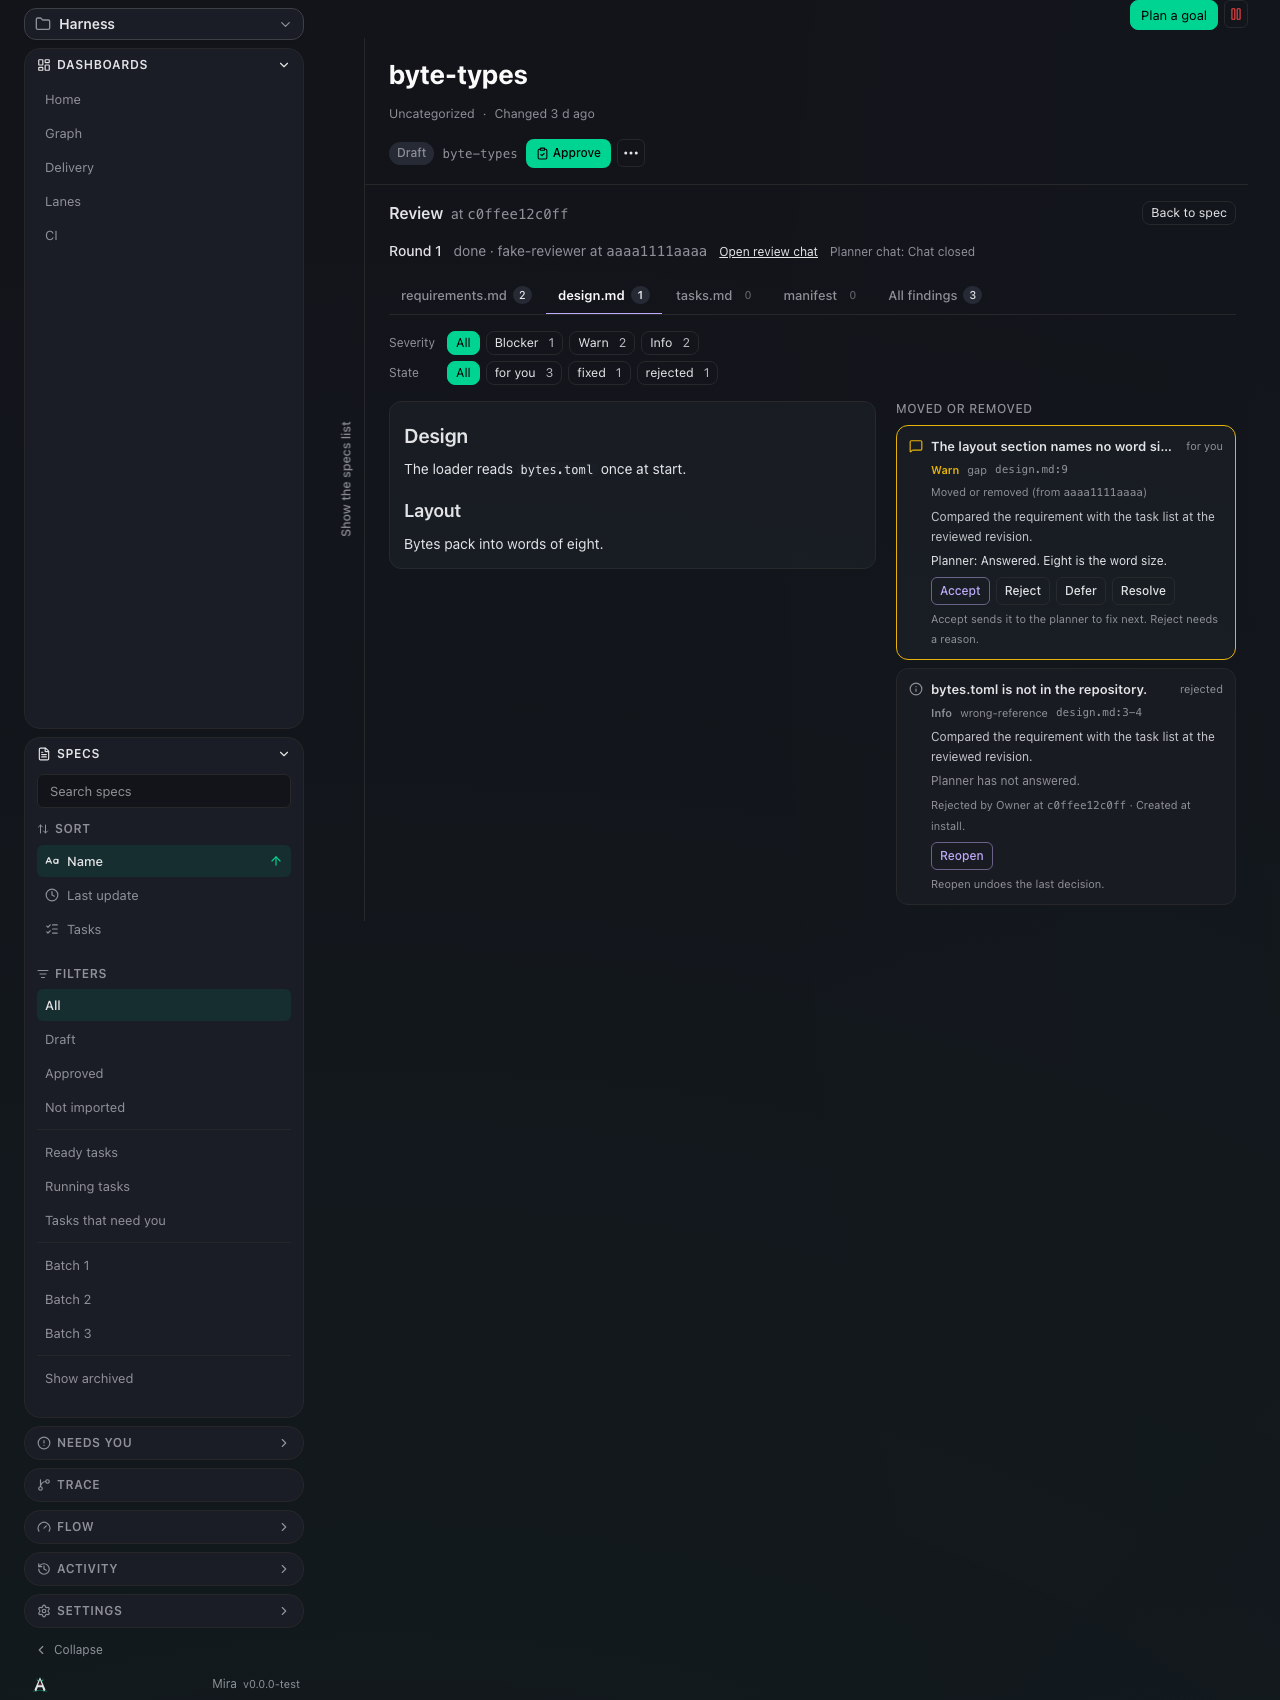 Harness
Plan a goal
DASHBOARDS
Home
Graph
Delivery
Lanes
CI
SPECS
Search specs
SORT
Aa Name
Last update
Tasks
FILTERS
All
Draft
Approved
Not imported
Ready tasks
Running tasks
Tasks that need you
Batch 1
Batch 2
Batch 3
Show archived
NEEDS YOU
TRACE
FLOW
ACTIVITY
SETTINGS
Collapse
A Mira v0.0.0-test
Show the specs list
byte-types
Uncategorized · Changed 3 d ago
Draft byte-types Approve
Review at c0ffee12c0ff Back to spec
Round 1 done · fake-reviewer at aaaa1111aaaa Open review chat Planner chat: Chat closed
requirements.md 2 design.md 1 tasks.md 0 manifest 0 All findings 3
Severity All Blocker 1 Warn 2 Info 2
State All for you 3 fixed 1 rejected 1
Design
The loader reads bytes.toml once at start.
Layout
Bytes pack into words of eight.
MOVED OR REMOVED
The layout section names no word si... for you
Warn gap design.md:9
Moved or removed (from aaaa1111aaaa)
Compared the requirement with the task list at the
reviewed revision.
Planner: Answered. Eight is the word size.
Accept Reject Defer Resolve
Accept sends it to the planner to fix next. Reject needs
a reason.
bytes.toml is not in the repository. rejected
Info wrong-reference design.md:3–4
Compared the requirement with the task list at the
reviewed revision.
Planner has not answered.
Rejected by Owner at c0ffee12c0ff · Created at
install.
Reopen
Reopen undoes the last decision.